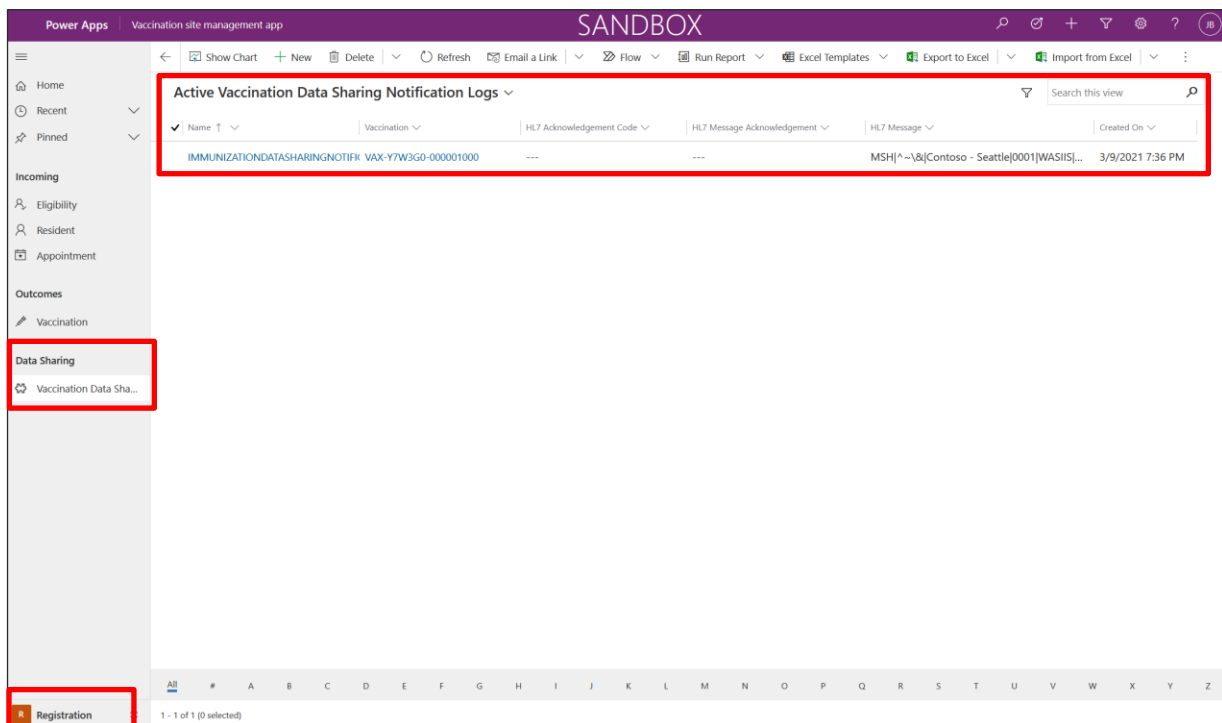 Power Apps Vaccination site management app SANDBOX ? JB
Show Chart New Delete Refresh Email a Link Flow Run Report Excel Templates Export to Excel Import from Excel
Home
Recent
Pinned
Incoming
Eligibility
Resident
Appointment
Outcomes
Vaccination
Data Sharing
Vaccination Data Sha...
Active Vaccination Data Sharing Notification Logs Search this view
Name ↑ Vaccination HL7 Acknowledgement Code HL7 Message Acknowledgement HL7 Message Created On
IMMUNIZATIONDATASHARINGNOTIFI VAX-Y7W3G0-000001000 --- --- MSH|^~\&|Contoso - Seattle|0001|WASIIS|... 3/9/2021 7:36 PM
All # A B C D E F G H I J K L M N O P Q R S T U V W X Y Z
R Registration
1 - 1 of 1 (0 selected)